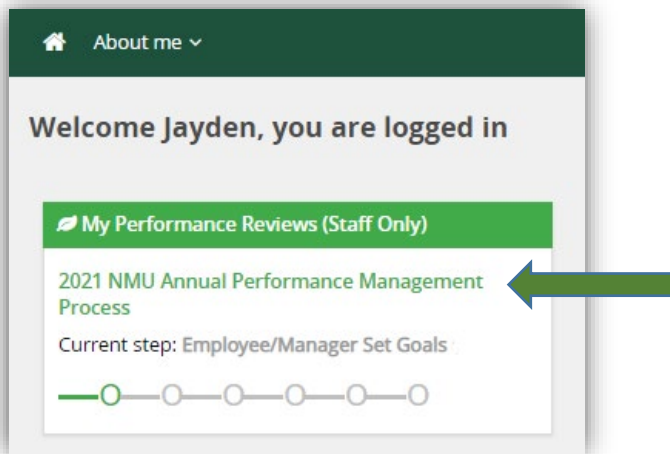 About me
Welcome Jayden, you are logged in
My Performance Reviews (Staff Only)
2021 NMU Annual Performance Management
Process
Current step: Employee/Manager Set Goals